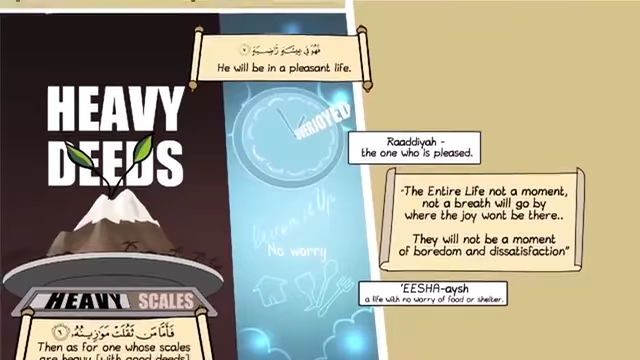 فَهُوَ فِي عِيشَةٍ رَّاضِيَةٍ ٧
He will be in a pleasant life.
HEAVY
DEEDS
OVERJOYED
Raaddiyah -
the one who is pleased.
-The Entire Life not a moment,
not a breath will go by
where the joy wont be there..
They will not be a moment
of boredom and dissatisfaction"
No worry
'EESHA-aysh
a life with no worry of food or shelter.
HEAVY SCALES
فَأَمَّا مَن ثَقُلَتْ مَوَازِينُهُ ٦
Then as for one whose scales
are heavy [with good deeds]